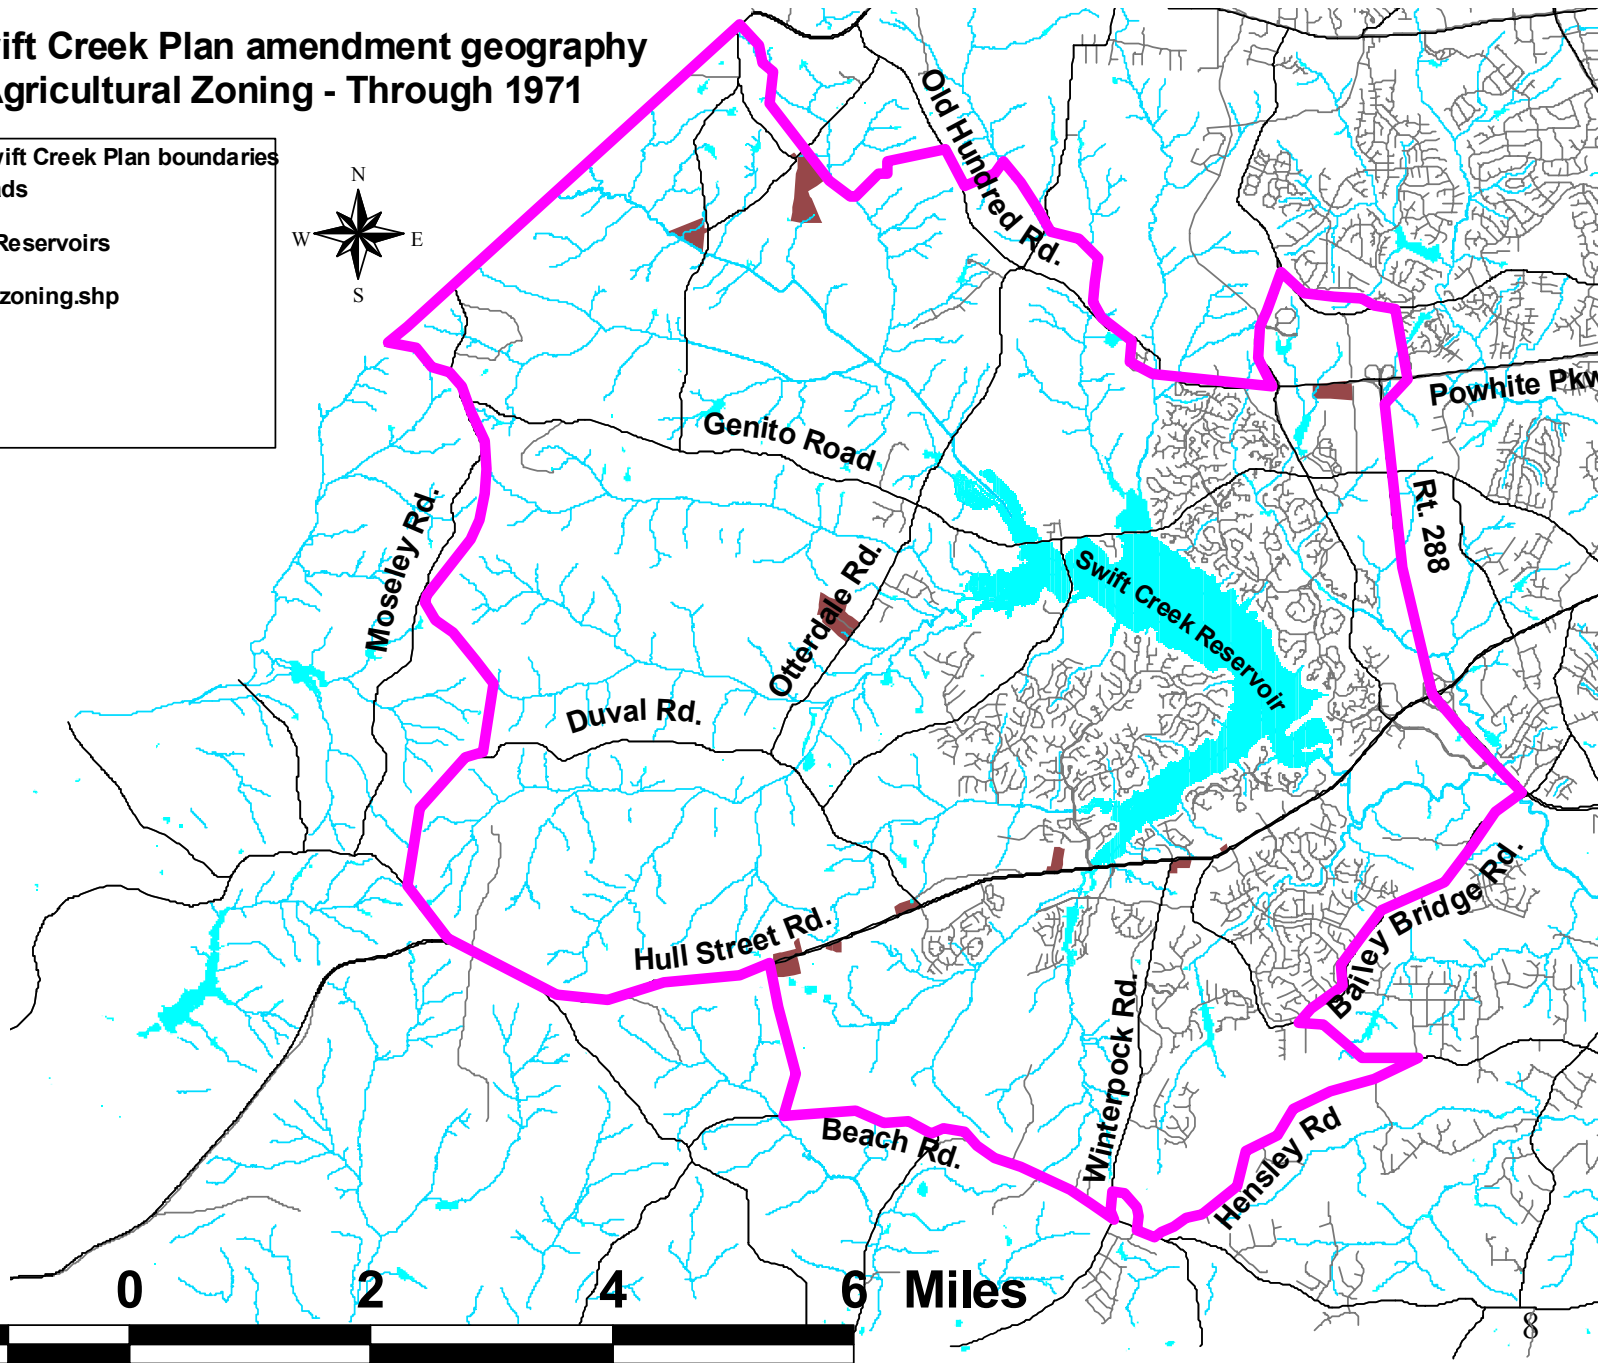 ift Creek Plan amendment geography
Agricultural Zoning - Through 1971
ift Creek Plan boundaries
ds
Reservoirs
zoning.shp
N
W
E
S
Old Hundred Rd.
Powhite Pkw
Genito Road
Rt. 288
Moseley Rd.
Swift Creek Reservoir
Otterdale Rd.
Duval Rd.
Hull Street Rd.
Bailey Bridge Rd.
Winterpock Rd.
Beach Rd.
Hensley Rd
0 2 4 6 Miles
8